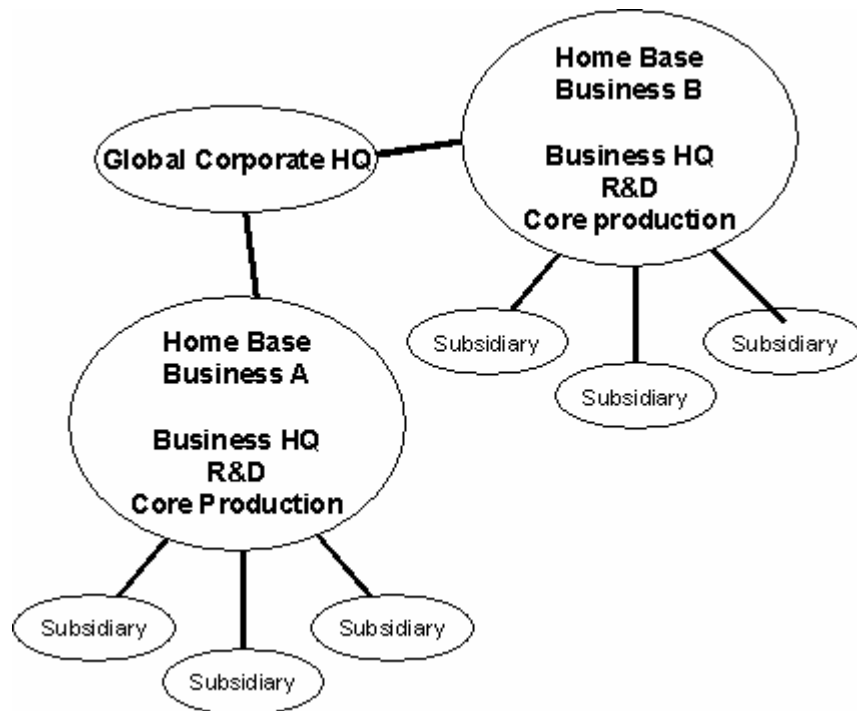 Home Base
Business B
Business HQ
R&D
Core production
Global Corporate HQ
Subsidiary
Subsidiary
Subsidiary
Home Base
Business A
Business HQ
R&D
Core Production
Subsidiary
Subsidiary
Subsidiary